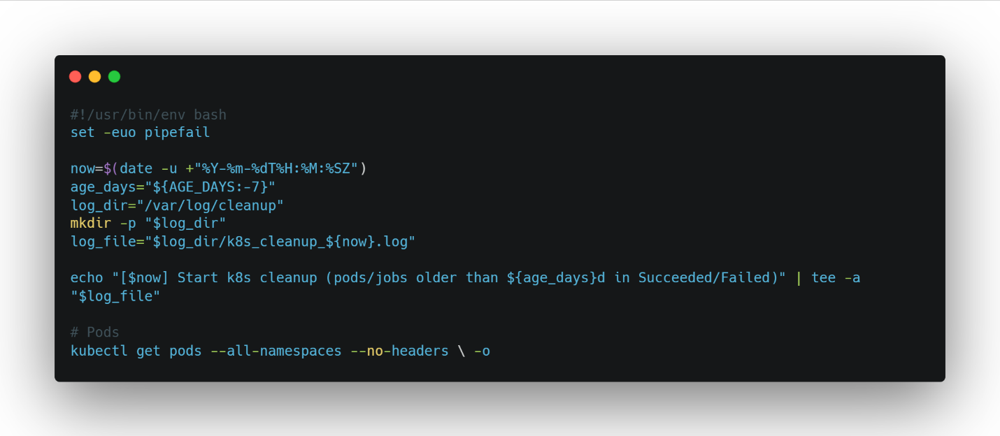 #!/usr/bin/env bash
set -euo pipefail
now=$(date -u +"%Y-%m-%dT%H:%M:%SZ")
age_days="${AGE_DAYS:-7}"
log_dir="/var/log/cleanup"
mkdir -p "$log_dir"
log_file="$log_dir/k8s_cleanup_${now}.log"
echo "[$now] Start k8s cleanup (pods/jobs older than ${age_days}d in Succeeded/Failed)" | tee -a
"$log_file"
# Pods
kubectl get pods --all-namespaces --no-headers \ -o